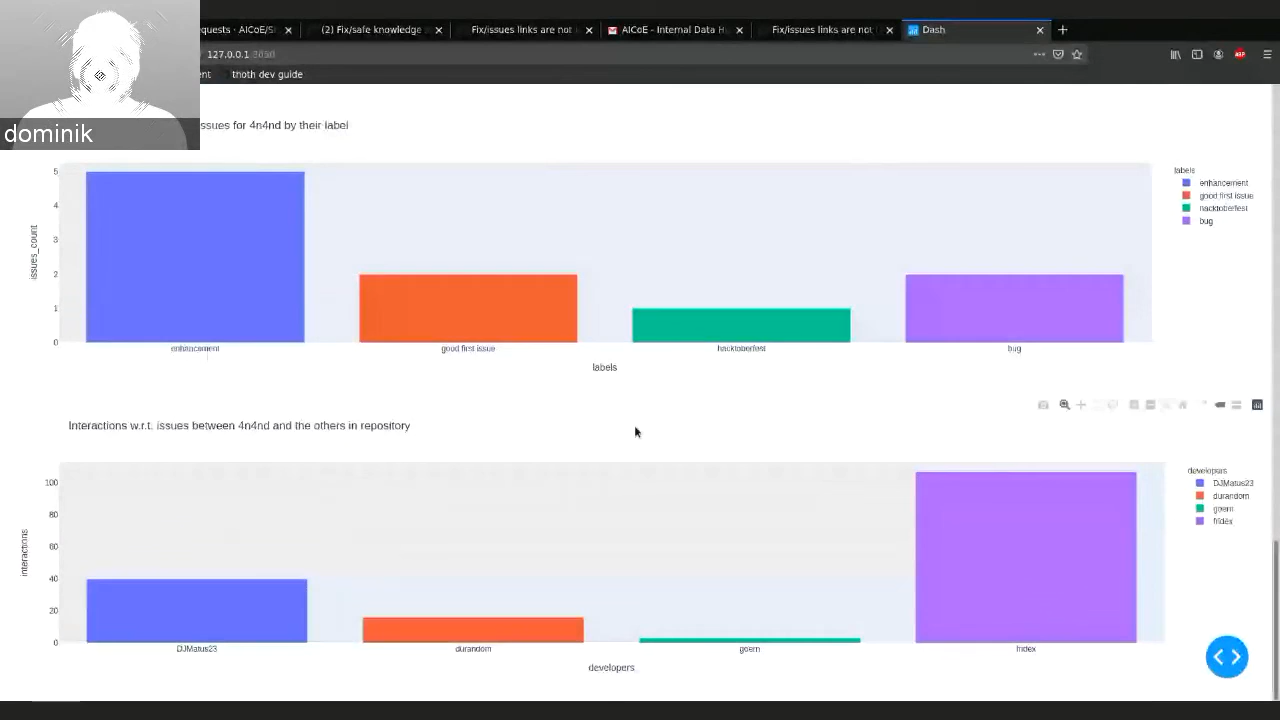 equests · AICoE/S
(2) Fix/safe knowledge
Fix/issues links are not
AICoE - Internal Data H
Fix/issues links are not
Dash
127.0.0.1
thoth dev guide
dominik
ssues for 4n4nd by their label
issues_count
5
4
3
2
1
0
enhancement
good first issue
hacktoberfest
bug
labels
labels
enhancement
good first issue
hacktoberfest
bug
Interactions w.r.t. issues between 4n4nd and the others in repository
interactions
100
80
60
40
20
0
DJMatus23
durandom
goern
fridex
developers
developers
DJMatus23
durandom
goern
fridex